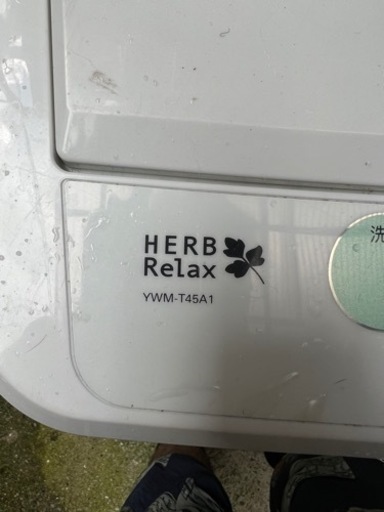 HERB
Relax
YWM-T45A1
洗